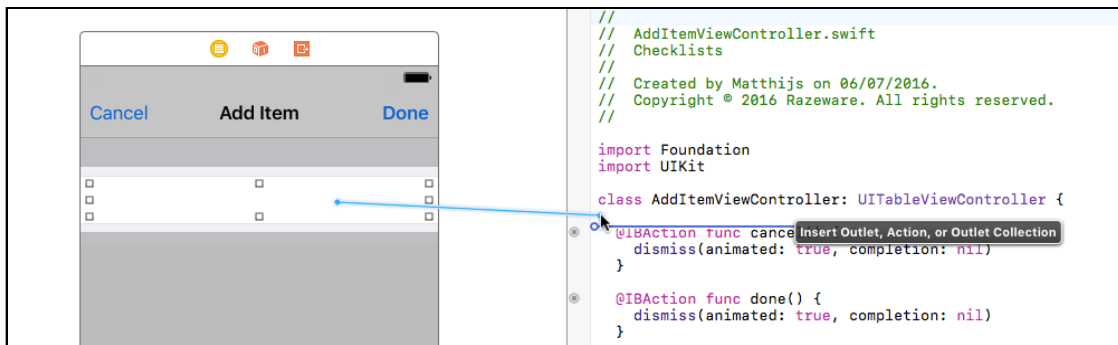 Cancel
Add Item
Done
//
//  AddItemViewController.swift
//  Checklists
//
//  Created by Matthijs on 06/07/2016.
//  Copyright © 2016 Razeware. All rights reserved.
//
import Foundation
import UIKit
class AddItemViewController: UITableViewController {
@IBAction func cance
Insert Outlet, Action, or Outlet Collection
dismiss(animated: true, completion: nil)
}
@IBAction func done() {
dismiss(animated: true, completion: nil)
}